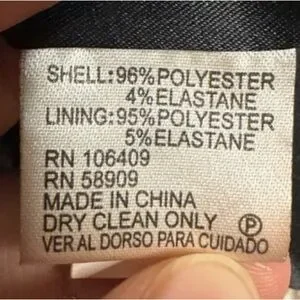 SHELL:96%POLYESTER
4%ELASTANE
LINING:95%POLYESTER
5%ELASTANE
RN 106409
RN 58909
MADE IN CHINA
DRY CLEAN ONLY Ⓟ
VER AL DORSO PARA CUIDADO